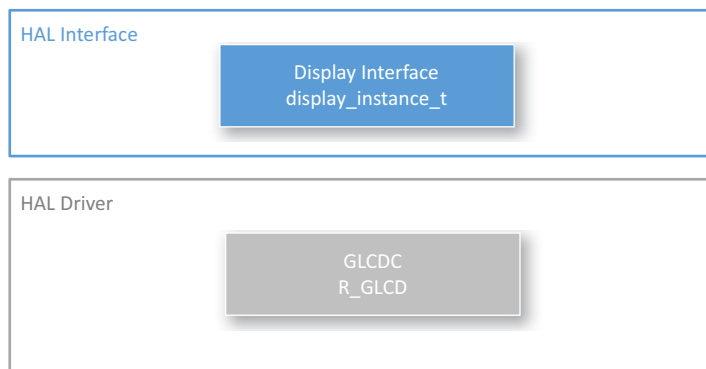 HAL Interface
Display Interface
display_instance_t
HAL Driver
GLCDC
R_GLCD